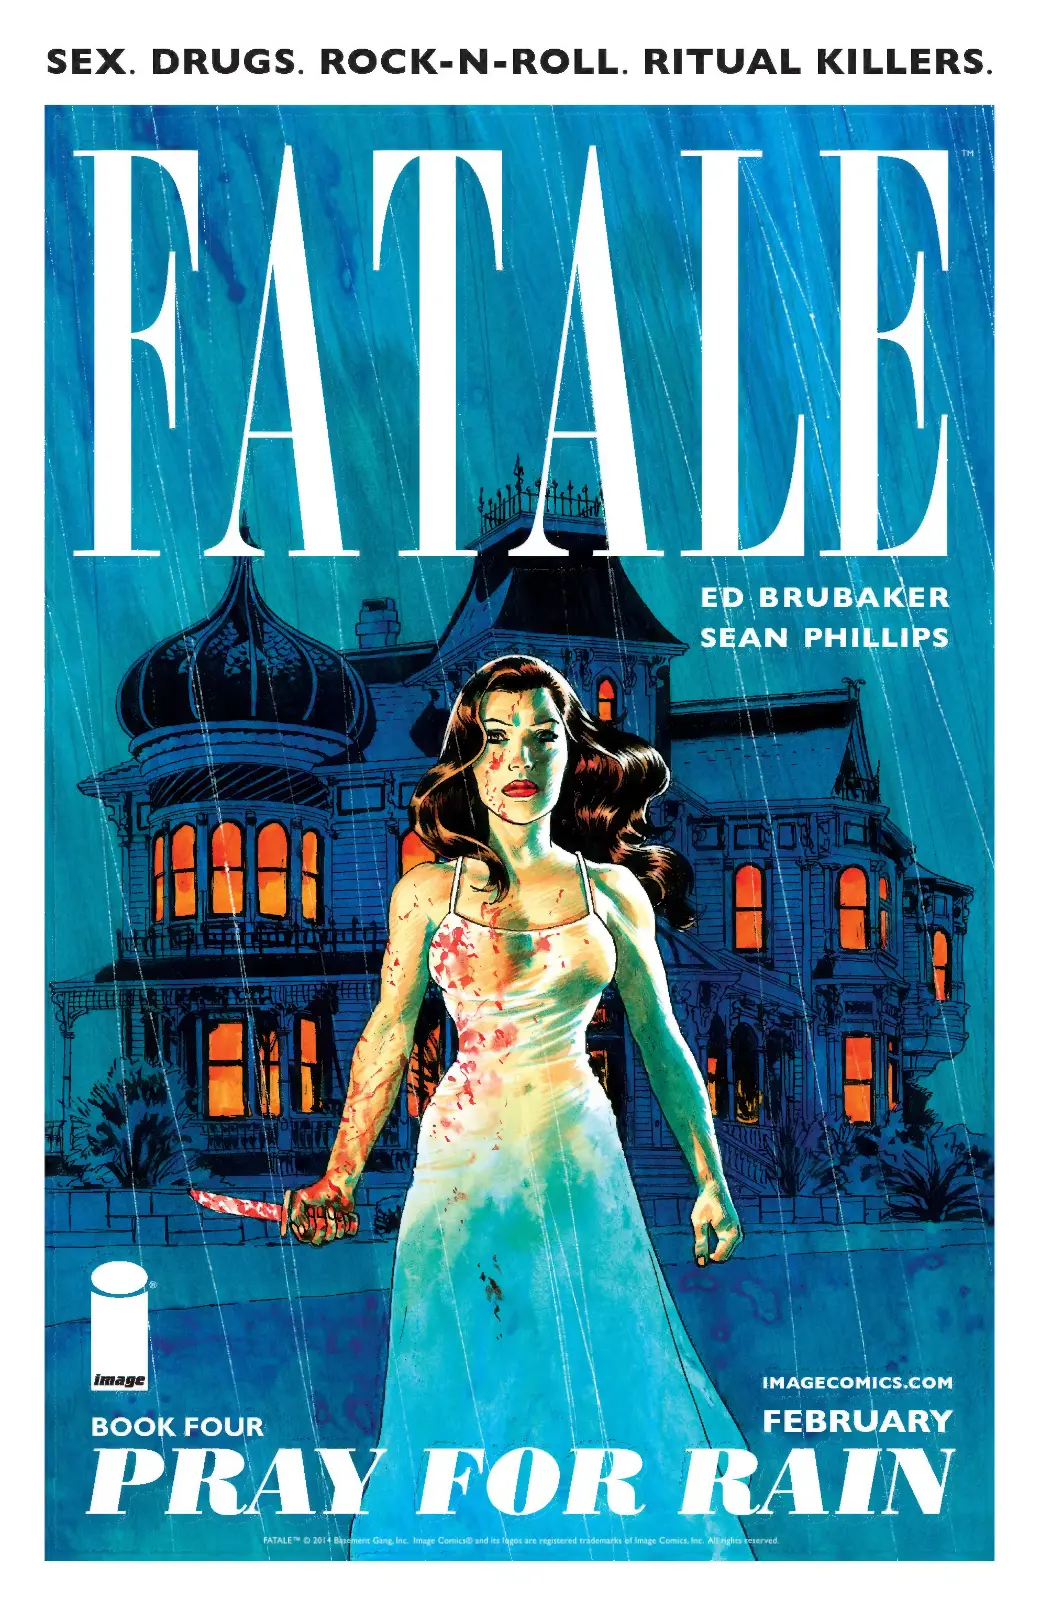 SEX. DRUGS. ROCK-N-ROLL. RITUAL KILLERS.
FATALE™
ED BRUBAKER
SEAN PHILLIPS
®
image
IMAGECOMICS.COM
BOOK FOUR
FEBRUARY
PRAY FOR RAIN
FATALE™ © 2014 Basement Gang, Inc. Image Comics® and its logos are registered trademarks of Image Comics, Inc. All rights reserved.